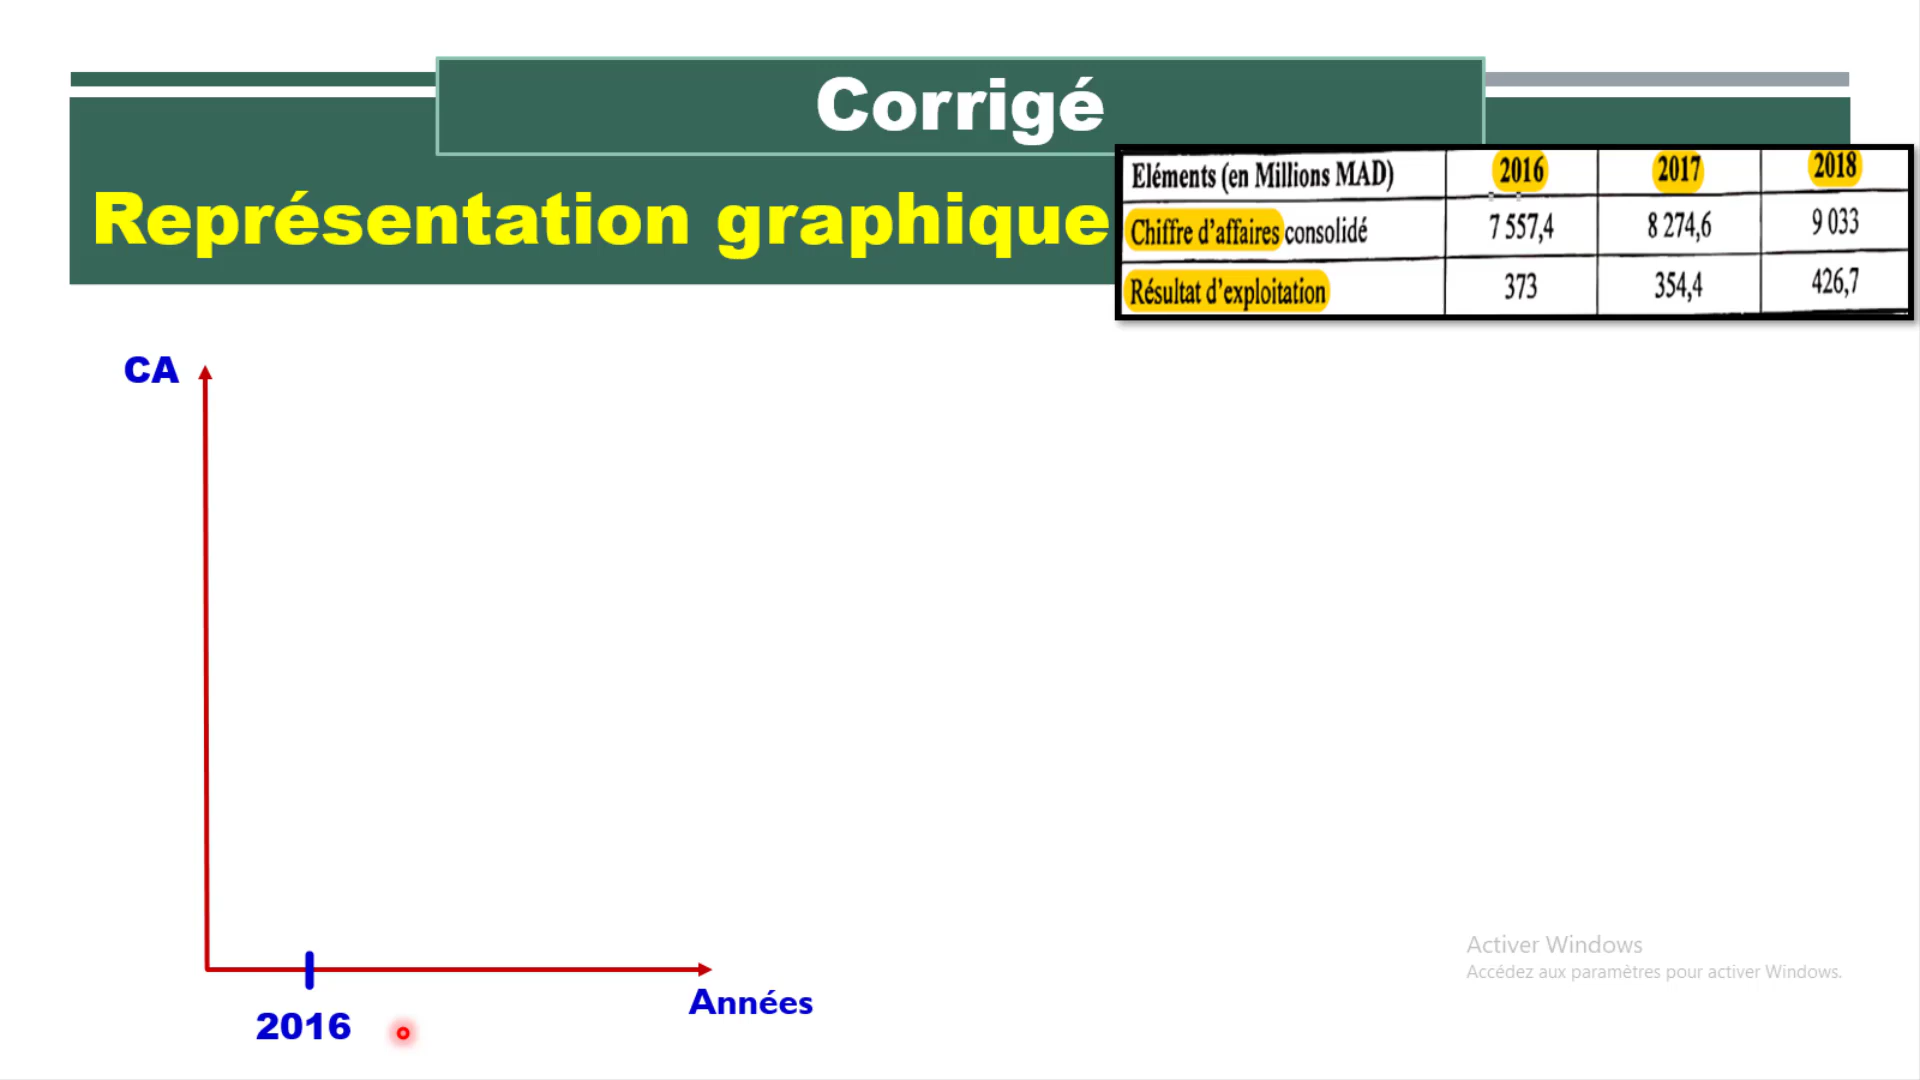 Corrigé
Représentation graphique
Eléments (en Millions MAD) 2016 2017 2018
Chiffre d'affaires consolidé 7 557,4 8 274,6 9 033
Résultat d'exploitation 373 354,4 426,7
CA
Années
2016
Activer Windows
Accédez aux paramètres pour activer Windows.